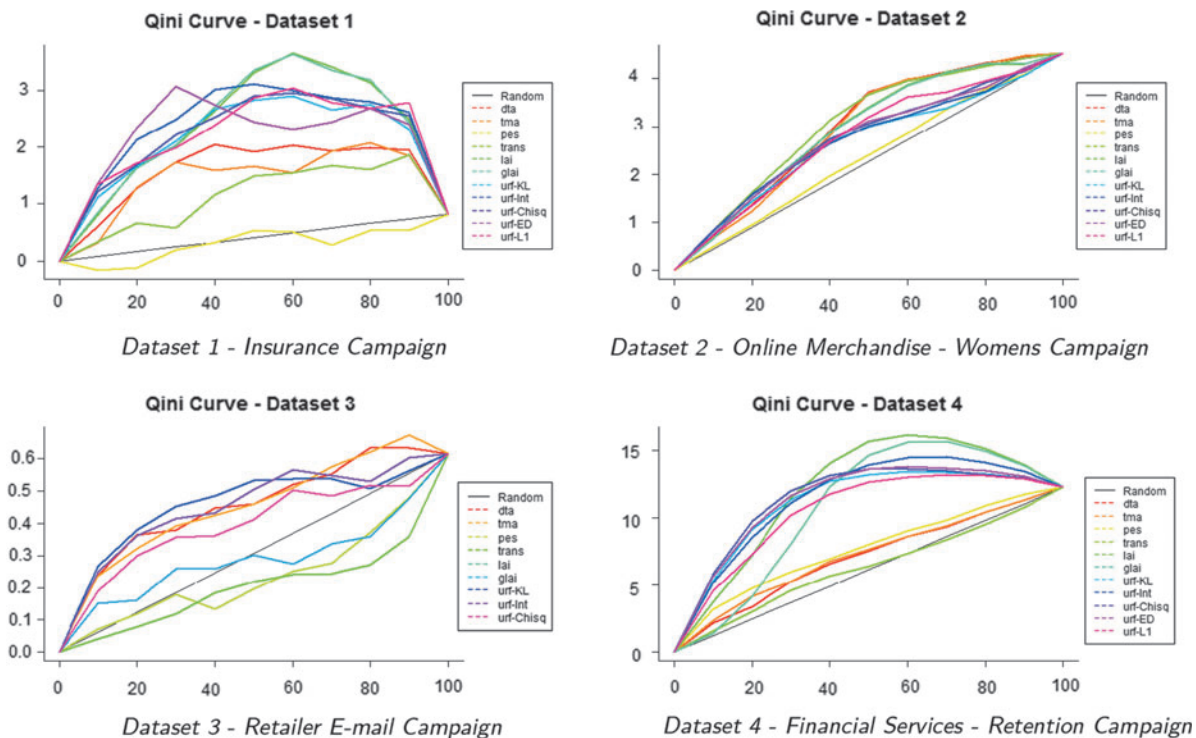 Qini Curve - Dataset 1
3
2
1
0
0 20 40 60 80 100
Random
dta
tma
pes
trans
lai
glai
urf-KL
urf-Int
urf-Chisq
urf-ED
urf-L1
Dataset 1 - Insurance Campaign
Qini Curve - Dataset 2
4
3
2
1
0
0 20 40 60 80 100
Random
dta
tma
pes
trans
lai
glai
urf-KL
urf-Int
urf-Chisq
urf-ED
urf-L1
Dataset 2 - Online Merchandise - Womens Campaign
Qini Curve - Dataset 3
0.6
0.5
0.4
0.3
0.2
0.1
0.0
0 20 40 60 80 100
Random
dta
tma
pes
trans
lai
glai
urf-KL
urf-Int
urf-Chisq
Dataset 3 - Retailer E-mail Campaign
Qini Curve - Dataset 4
15
10
5
0
0 20 40 60 80 100
Random
dta
tma
pes
trans
lai
glai
urf-KL
urf-Int
urf-Chisq
urf-ED
urf-L1
Dataset 4 - Financial Services - Retention Campaign